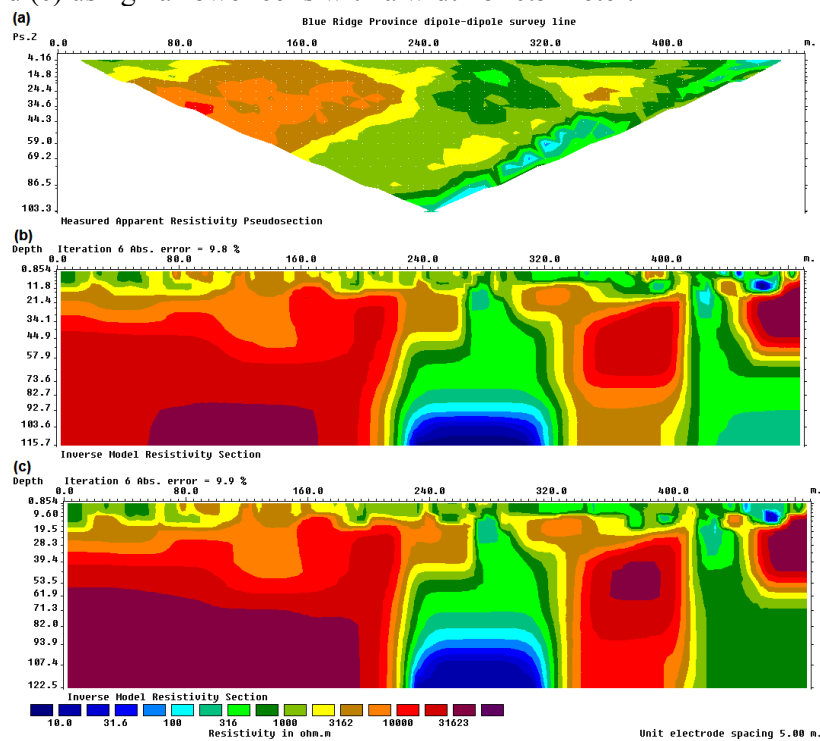 (a)
Blue Ridge Province dipole-dipole survey line
Ps.Z 0.0 80.0 160.0 240.0 320.0 400.0 m.
4.16
14.8
24.4
34.6
59.0
69.2
86.5
103.3
Measured Apparent Resistivity Pseudosection
(b)
Depth Iteration 6 Abs. error = 9.8 %
0.0 80.0 160.0 240.0 320.0 400.0 m.
0.854
11.8
21.4
34.1
44.9
57.9
73.6
82.7
92.7
103.6
115.7
Inverse Model Resistivity Section
(c)
Depth Iteration 6 Abs. error = 9.9 %
0.0 80.0 160.0 240.0 320.0 400.0 m.
0.854
9.60
19.5
28.3
39.4
53.5
61.9
71.3
82.0
93.9
107.4
122.5
Inverse Model Resistivity Section
10.0 31.6 100 316 1000 3162 10000 31623
Resistivity in ohm.m Unit electrode spacing 5.00 m.